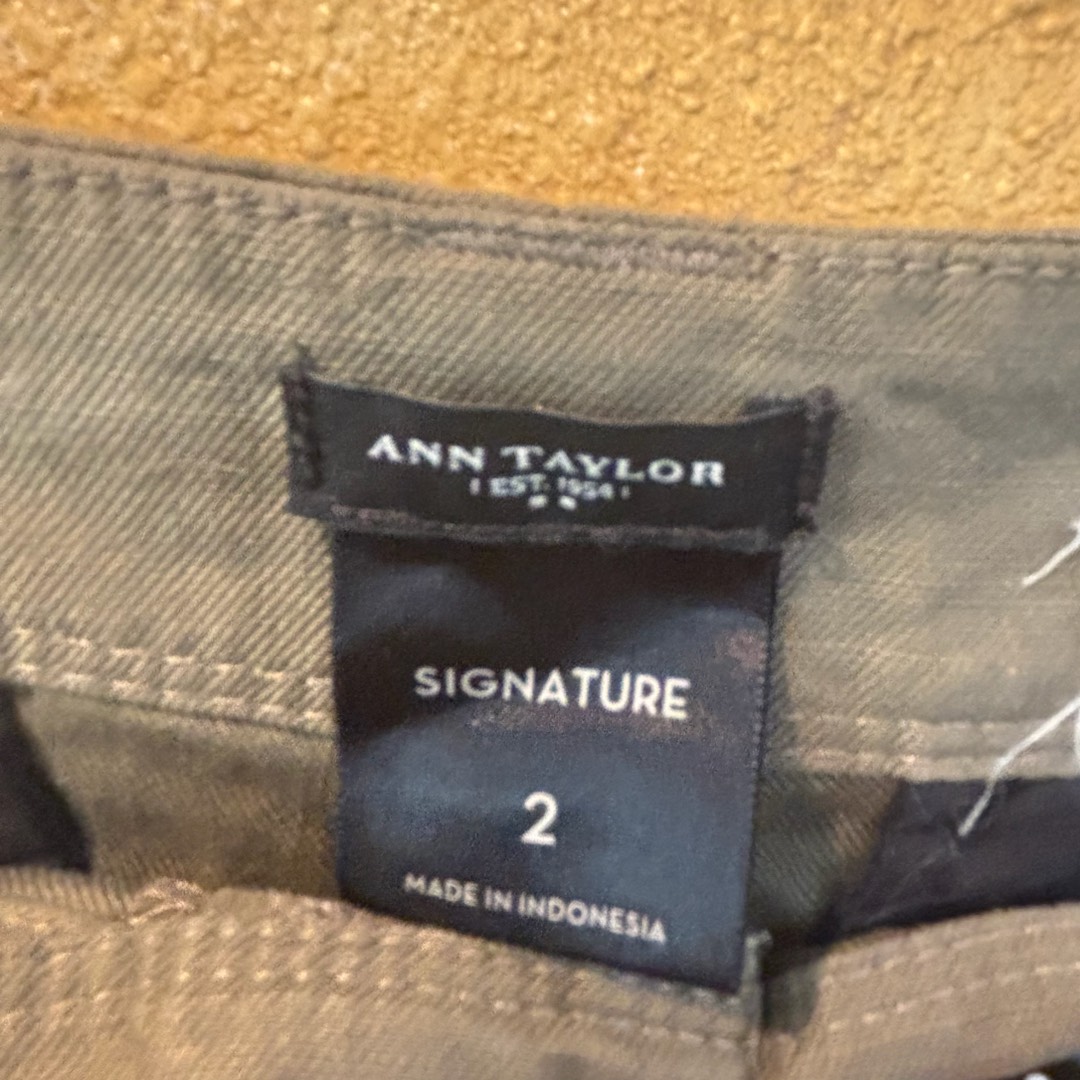 ANN TAYLOR
EST. 1954
SIGNATURE
2
MADE IN INDONESIA